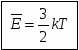 E̅ = 3/2 kT